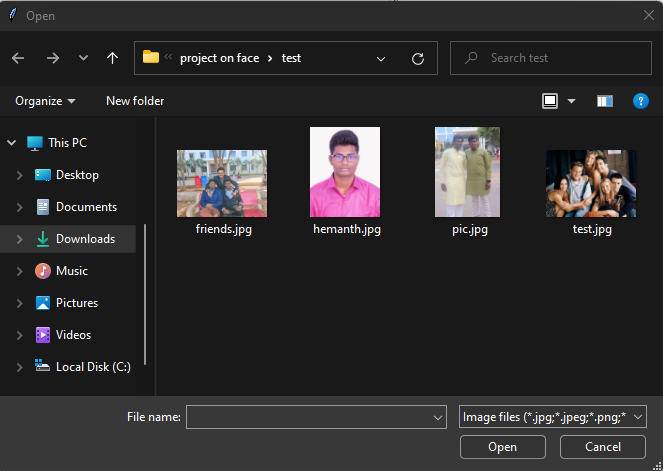 Open
project on face > test
Search test
Organize
New folder
This PC
Desktop
Documents
Downloads
Music
Pictures
Videos
Local Disk (C:)
friends.jpg
hemanth.jpg
pic.jpg
test.jpg
File name:
Image files (*.jpg;*.jpeg;*.png;*
Open
Cancel